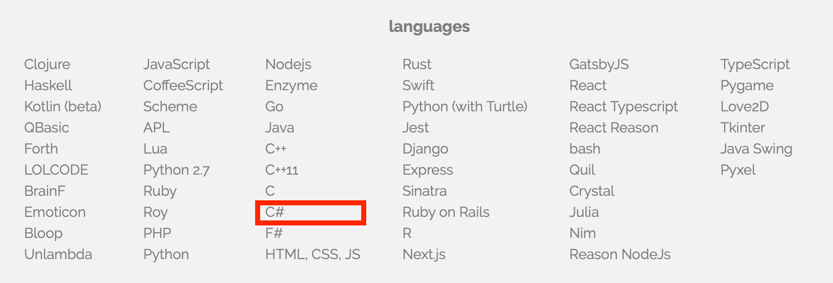 languages
Clojure
Haskell
Kotlin (beta)
QBasic
Forth
LOLCODE
BrainF
Emoticon
Bloop
Unlambda
JavaScript
CoffeeScript
Scheme
APL
Lua
Python 2.7
Ruby
Roy
PHP
Python
Nodejs
Enzyme
Go
Java
C++
C++11
C
C#
F#
HTML, CSS, JS
Rust
Swift
Python (with Turtle)
Jest
Django
Express
Sinatra
Ruby on Rails
R
Next.js
GatsbyJS
React
React Typescript
React Reason
bash
Quil
Crystal
Julia
Nim
Reason NodeJs
TypeScript
Pygame
Love2D
Tkinter
Java Swing
Pyxel